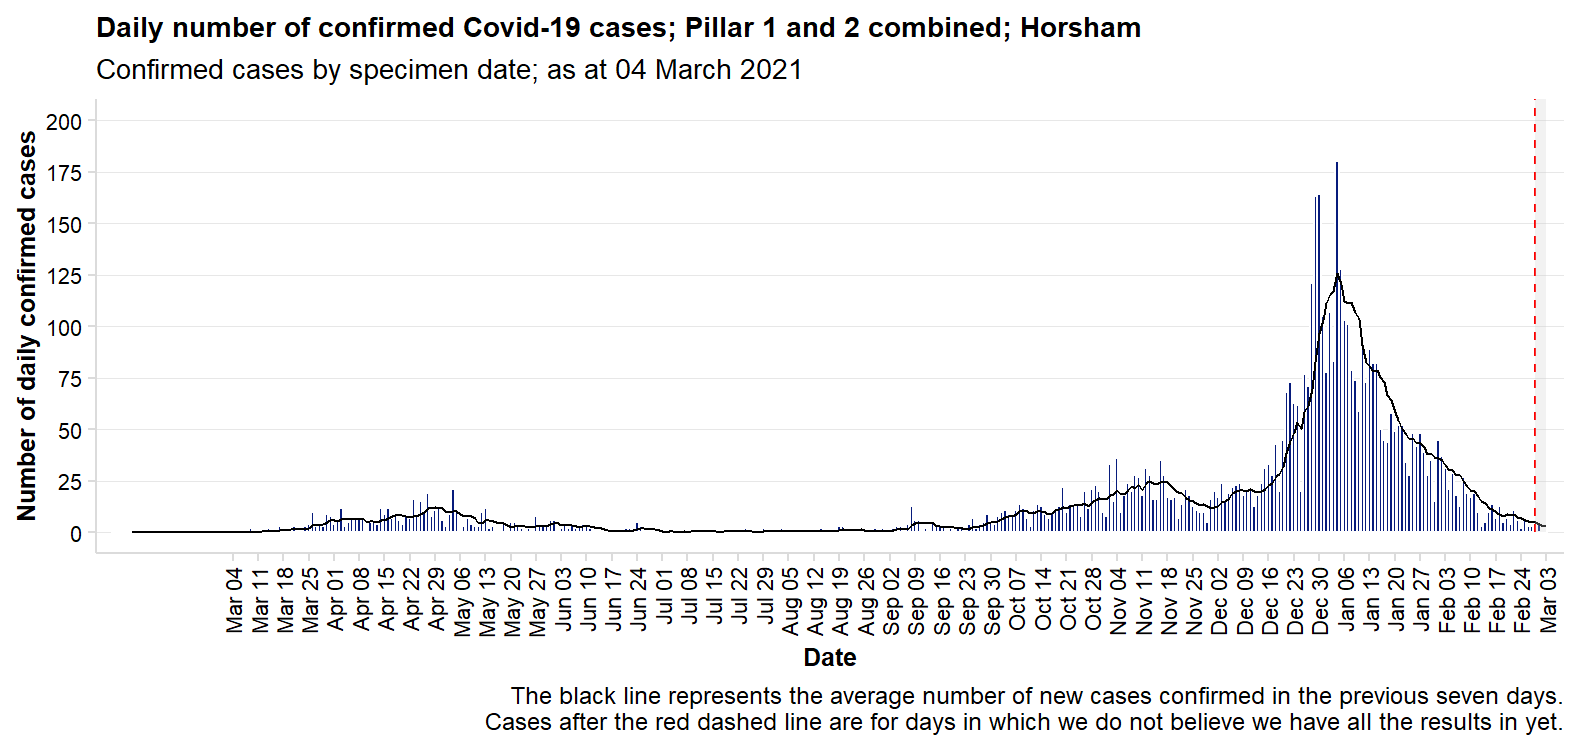 Daily number of confirmed Covid-19 cases; Pillar 1 and 2 combined; Horsham
Confirmed cases by specimen date; as at 04 March 2021
Number of daily confirmed cases
200
175
150
125
100
75
50
25
0
Mar 04
Mar 11
Mar 18
Mar 25
Apr 01
Apr 08
Apr 15
Apr 22
Apr 29
May 06
May 13
May 20
May 27
Jun 03
Jun 10
Jun 17
Jun 24
Jul 01
Jul 08
Jul 15
Jul 22
Jul 29
Aug 05
Aug 12
Aug 19
Aug 26
Sep 02
Sep 09
Sep 16
Sep 23
Sep 30
Oct 07
Oct 14
Oct 21
Oct 28
Nov 04
Nov 11
Nov 18
Nov 25
Dec 02
Dec 09
Dec 16
Dec 23
Dec 30
Jan 06
Jan 13
Jan 20
Jan 27
Feb 03
Feb 10
Feb 17
Feb 24
Mar 03
Date
The black line represents the average number of new cases confirmed in the previous seven days.
Cases after the red dashed line are for days in which we do not believe we have all the results in yet.